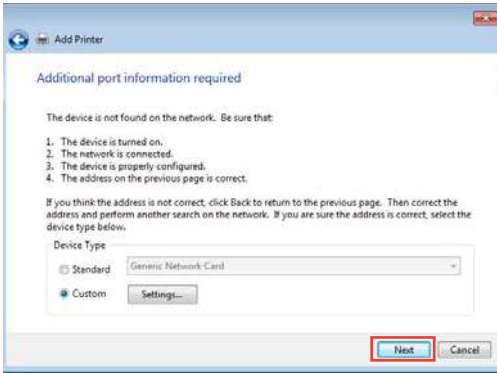 Add Printer
Additional port information required
The device is not found on the network. Be sure that:
1. The device is turned on.
2. The network is connected.
3. The device is properly configured.
4. The address on the previous page is correct.
If you think the address is not correct, click Back to return to the previous page. Then correct the
address and perform another search on the network. If you are sure the address is correct, select the
device type below.
Device Type
Standard Generic Network Card
Custom Settings...
Next Cancel